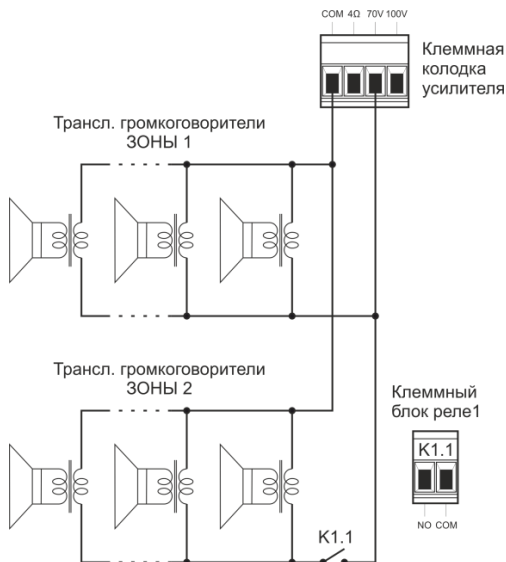 COM 4Ω 70V 100V
Клеммная
колодка
усилителя
Трансл. громкоговорители
ЗОНЫ 1
Трансл. громкоговорители
ЗОНЫ 2
Клеммный
блок реле1
K1.1
NO COM
K1.1